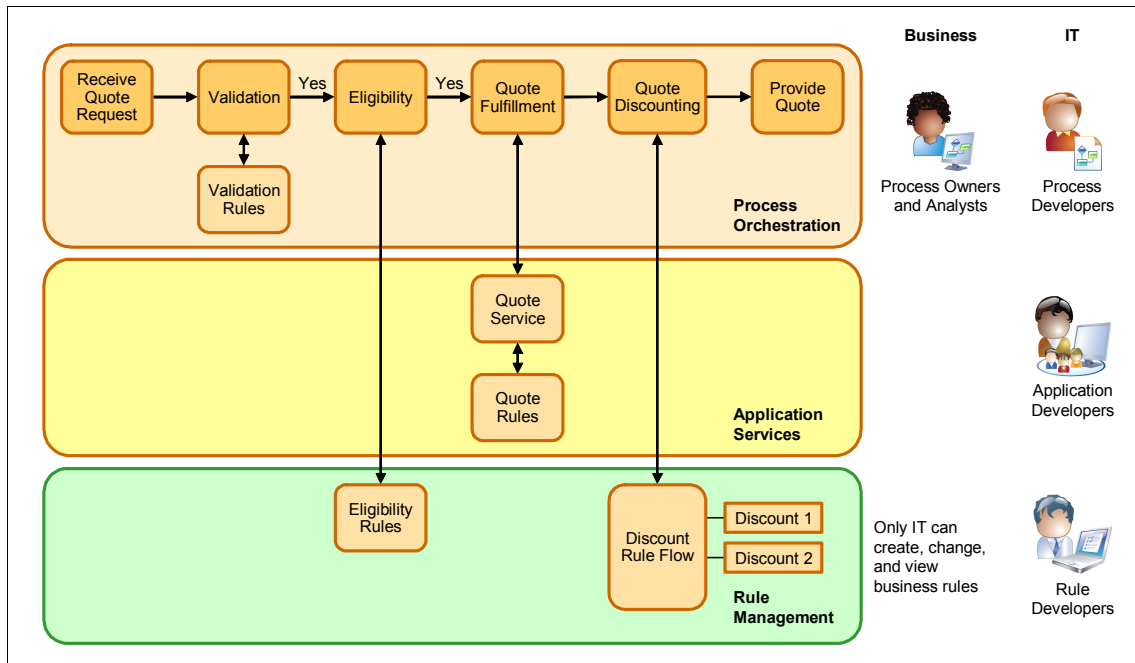 Business
IT
Receive
Quote
Request
Validation
Yes
Eligibility
Yes
Quote
Fulfillment
Quote
Discounting
Provide
Quote
Validation
Rules
Process
Orchestration
Process Owners
and Analysts
Process
Developers
Quote
Service
Quote
Rules
Application
Services
Application
Developers
Eligibility
Rules
Discount
Rule Flow
Discount 1
Discount 2
Rule
Management
Only IT can
create, change,
and view
business rules
Rule
Developers